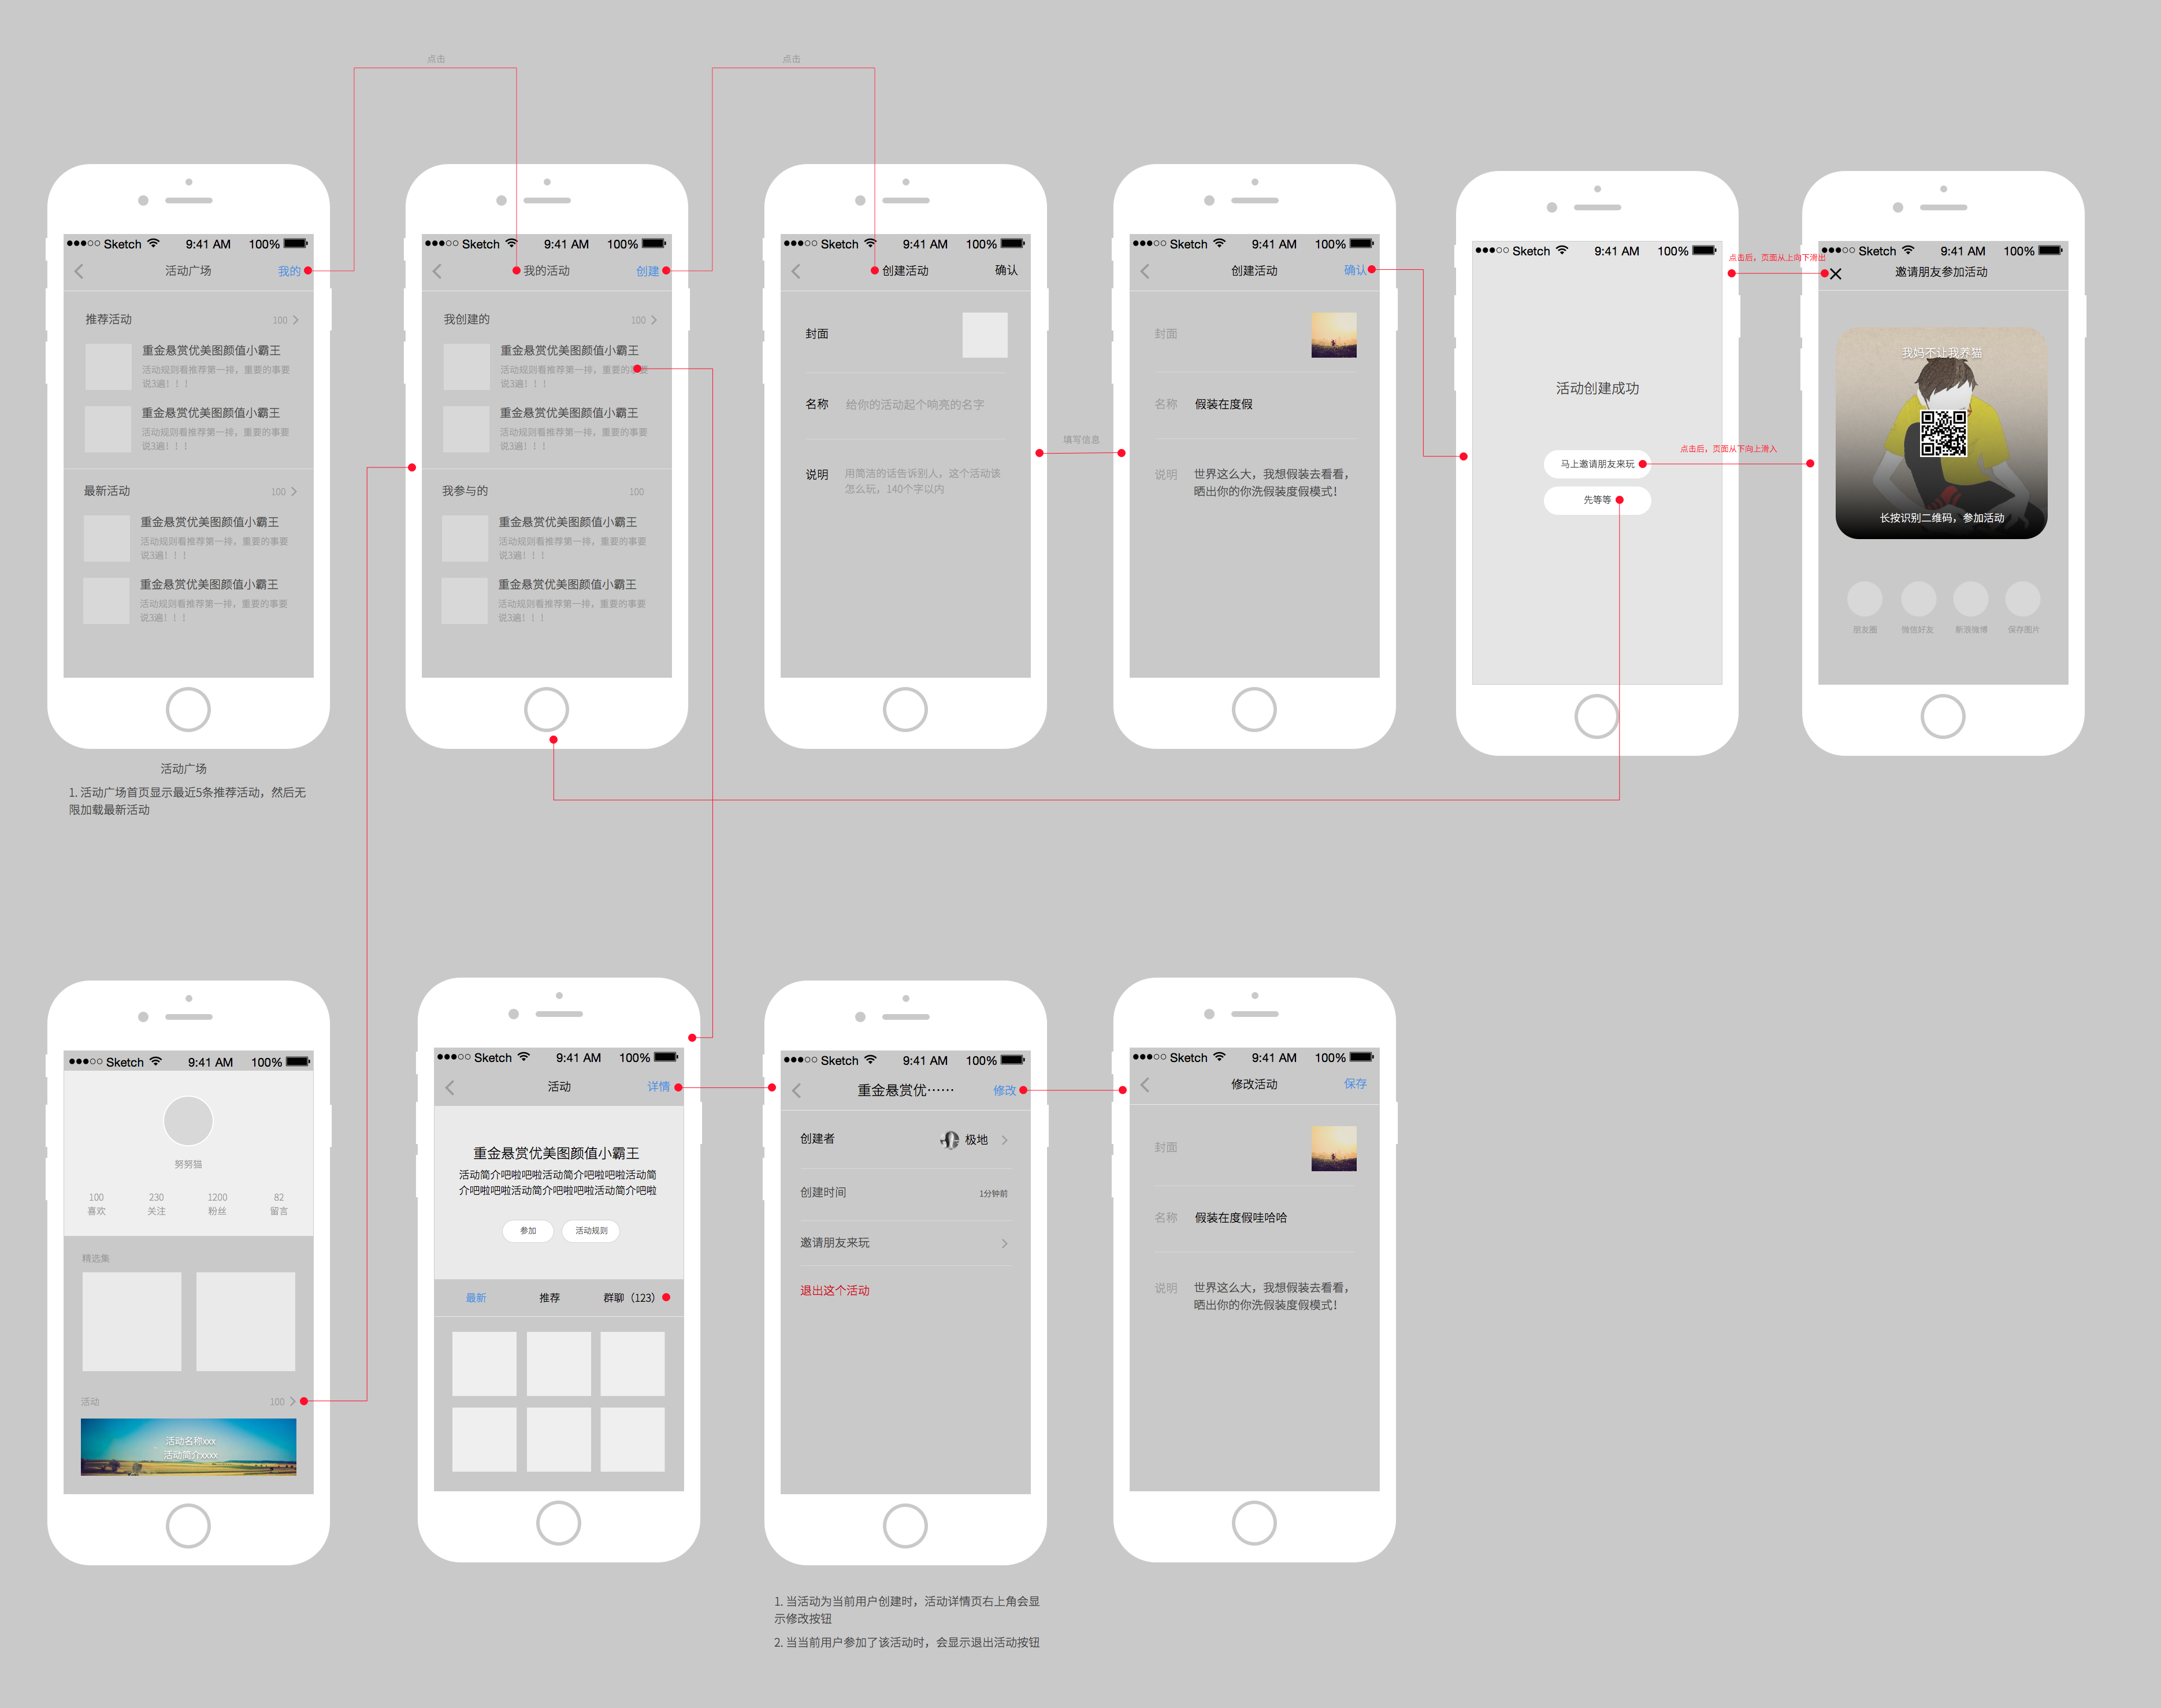 点击
点击
Sketch 9:41 AM 100%
活动广场 我的
推荐活动 100
重金悬赏优美图颜值小霸王
活动规则看推荐第一排，重要的事要
说3遍！！！
重金悬赏优美图颜值小霸王
活动规则看推荐第一排，重要的事要
说3遍！！！
最新活动 100
重金悬赏优美图颜值小霸王
活动规则看推荐第一排，重要的事要
说3遍！！！
重金悬赏优美图颜值小霸王
活动规则看推荐第一排，重要的事要
说3遍！！！
活动广场
1. 活动广场首页显示最近5条推荐活动，然后无
限加载最新活动
Sketch 9:41 AM 100%
我的活动 创建
我创建的 100
重金悬赏优美图颜值小霸王
活动规则看推荐第一排，重要的事要
说3遍！！！
重金悬赏优美图颜值小霸王
活动规则看推荐第一排，重要的事要
说3遍！！！
我参与的 100
重金悬赏优美图颜值小霸王
活动规则看推荐第一排，重要的事要
说3遍！！！
重金悬赏优美图颜值小霸王
活动规则看推荐第一排，重要的事要
说3遍！！！
Sketch 9:41 AM 100%
创建活动 确认
封面
名称 给你的活动起个响亮的名字
说明 用简洁的话告诉别人，这个活动该
怎么玩，140个字以内
填写信息
Sketch 9:41 AM 100%
创建活动 确认
封面
名称 假装在度假
说明 世界这么大，我想假装去看看，
晒出你的你洗假装度假模式！
Sketch 9:41 AM 100%
活动创建成功
马上邀请朋友来玩
先等等
点击后，页面从上向下滑出
点击后，页面从下向上滑入
Sketch 9:41 AM 100%
邀请朋友参加活动
我妈不让我养猫
长按识别二维码，参加活动
朋友圈 微信好友 新浪微博 保存图片
Sketch 9:41 AM 100%
努努猫
100 230 1200 82
喜欢 关注 粉丝 留言
精选集
活动 100
活动名称xxx
活动简介xxxx
Sketch 9:41 AM 100%
活动 详情
重金悬赏优美图颜值小霸王
活动简介吧啦吧啦活动简介吧啦吧啦活动简
介吧啦吧啦活动简介吧啦吧啦活动简介吧啦
参加 活动规则
最新 推荐 群聊（123）
Sketch 9:41 AM 100%
重金悬赏优…… 修改
创建者 极地
创建时间 1分钟前
邀请朋友来玩
退出这个活动
1. 当活动为当前用户创建时，活动详情页右上角会显
示修改按钮
2. 当当前用户参加了该活动时，会显示退出活动按钮
Sketch 9:41 AM 100%
修改活动 保存
封面
名称 假装在度假哇哈哈
说明 世界这么大，我想假装去看看，
晒出你的你洗假装度假模式！